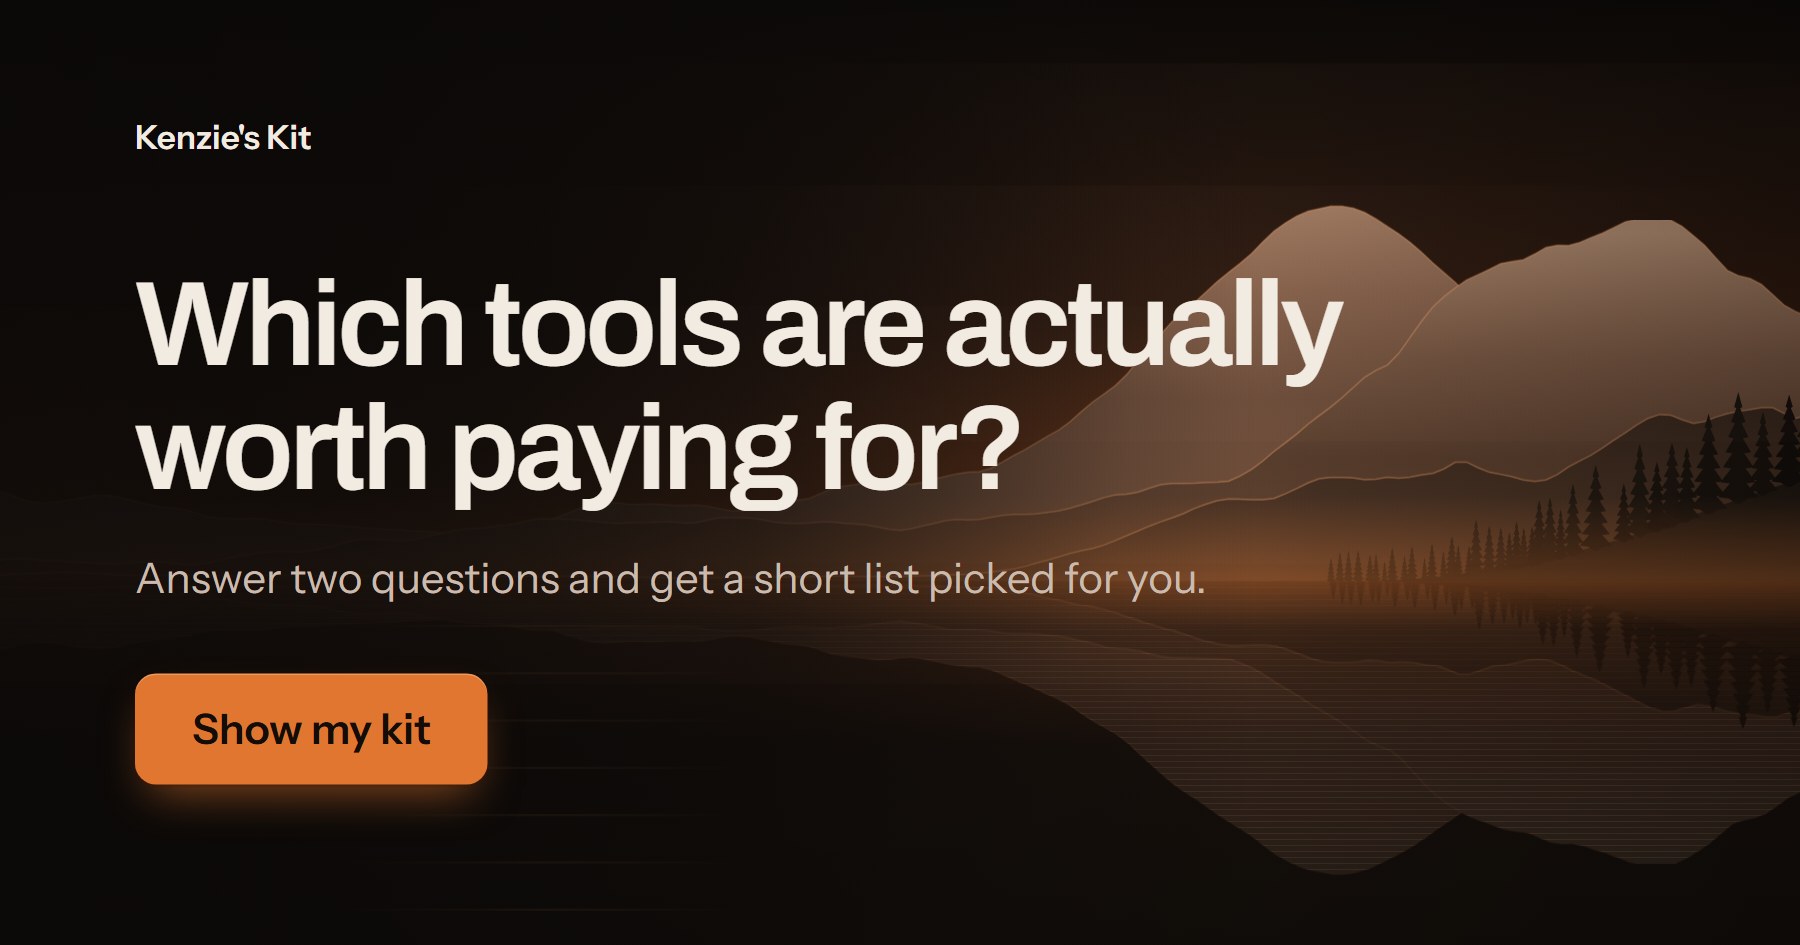 Kenzie's Kit
Which tools are actually
worth paying for?
Answer two questions and get a short list picked for you.
Show my kit